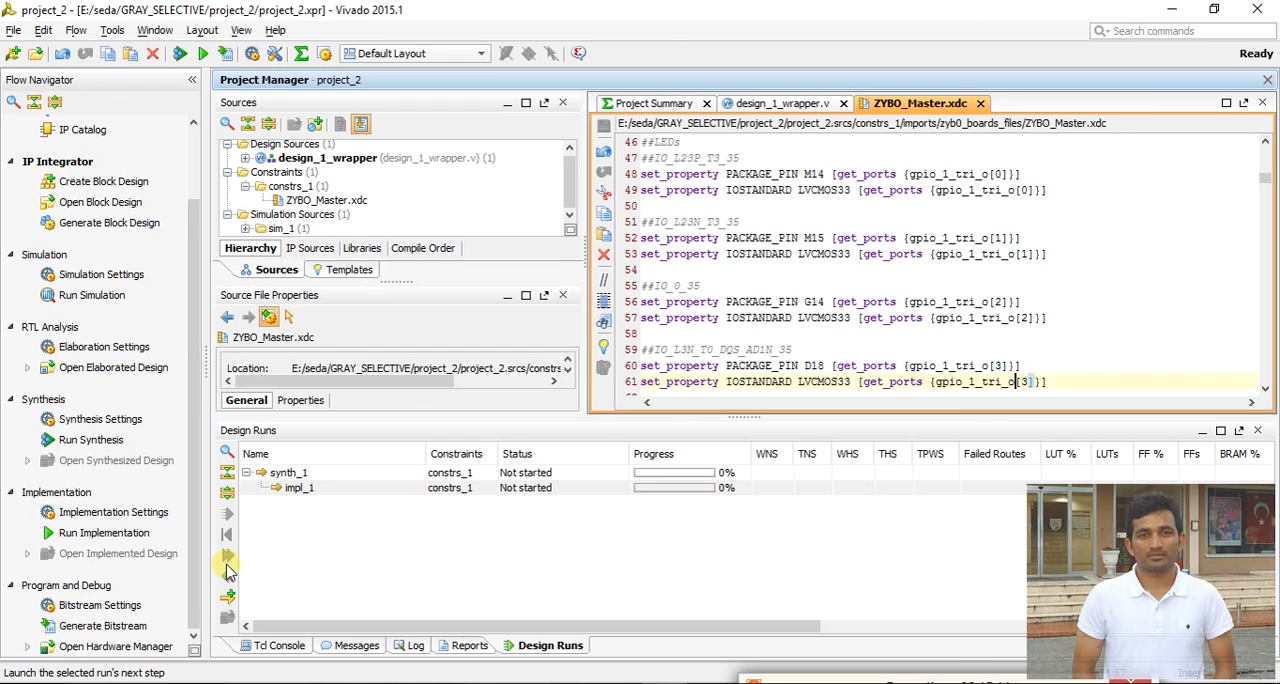 project_2 - [E:/seda/GRAY_SELECTIVE/project_2/project_2.xpr] - Vivado 2015.1
File Edit Flow Tools Window Layout View Help
Search commands
Default Layout
Ready
Flow Navigator
Project Manager - project_2
IP Catalog
IP Integrator
Create Block Design
Open Block Design
Generate Block Design
Simulation
Simulation Settings
Run Simulation
RTL Analysis
Elaboration Settings
Open Elaborated Design
Synthesis
Synthesis Settings
Run Synthesis
Open Synthesized Design
Implementation
Implementation Settings
Run Implementation
Open Implemented Design
Program and Debug
Bitstream Settings
Generate Bitstream
Open Hardware Manager
Sources
Design Sources (1)
design_1_wrapper (design_1_wrapper.v) (1)
Constraints (1)
constrs_1 (1)
ZYBO_Master.xdc
Simulation Sources (1)
sim_1 (1)
Hierarchy IP Sources Libraries Compile Order
Sources Templates
Source File Properties
ZYBO_Master.xdc
Location: E:/seda/GRAY_SELECTIVE/project_2/project_2.srcs/constrs
General Properties
Project Summary design_1_wrapper.v ZYBO_Master.xdc
E:/seda/GRAY_SELECTIVE/project_2/project_2.srcs/constrs_1/imports/zyb0_boards_files/ZYBO_Master.xdc
46 ##LEDs
47 ##IO_L23P_T3_35
48 set_property PACKAGE_PIN M14 [get_ports {gpio_1_tri_o[0]}]
49 set_property IOSTANDARD LVCMOS33 [get_ports {gpio_1_tri_o[0]}]
50
51 ##IO_L23N_T3_35
52 set_property PACKAGE_PIN M15 [get_ports {gpio_1_tri_o[1]}]
53 set_property IOSTANDARD LVCMOS33 [get_ports {gpio_1_tri_o[1]}]
54
55 ##IO_0_35
56 set_property PACKAGE_PIN G14 [get_ports {gpio_1_tri_o[2]}]
57 set_property IOSTANDARD LVCMOS33 [get_ports {gpio_1_tri_o[2]}]
58
59 ##IO_L3N_T0_DQS_AD1N_35
60 set_property PACKAGE_PIN D18 [get_ports {gpio_1_tri_o[3]}]
61 set_property IOSTANDARD LVCMOS33 [get_ports {gpio_1_tri_o[3]}]
Design Runs
Name Constraints Status Progress WNS TNS WHS THS TPWS Failed Routes LUT % LUTs FF % FFs BRAM %
synth_1 constrs_1 Not started 0%
impl_1 constrs_1 Not started 0%
Tcl Console Messages Log Reports Design Runs
Launch the selected run's next step